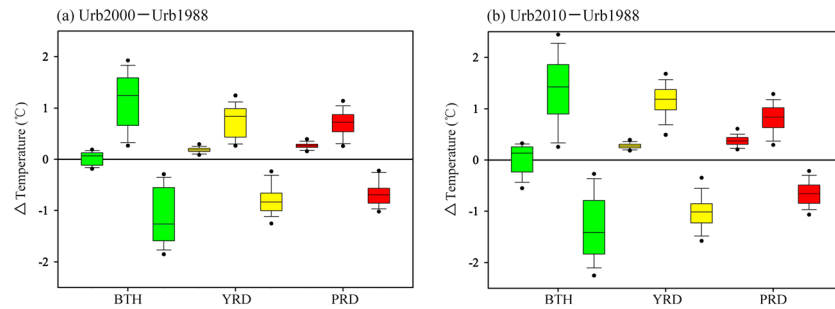 (a) Urb2000－Urb1988
(b) Urb2010－Urb1988
△ Temperature (℃)
2
1
0
-1
-2
BTH YRD PRD
△ Temperature (℃)
2
1
0
-1
-2
BTH YRD PRD